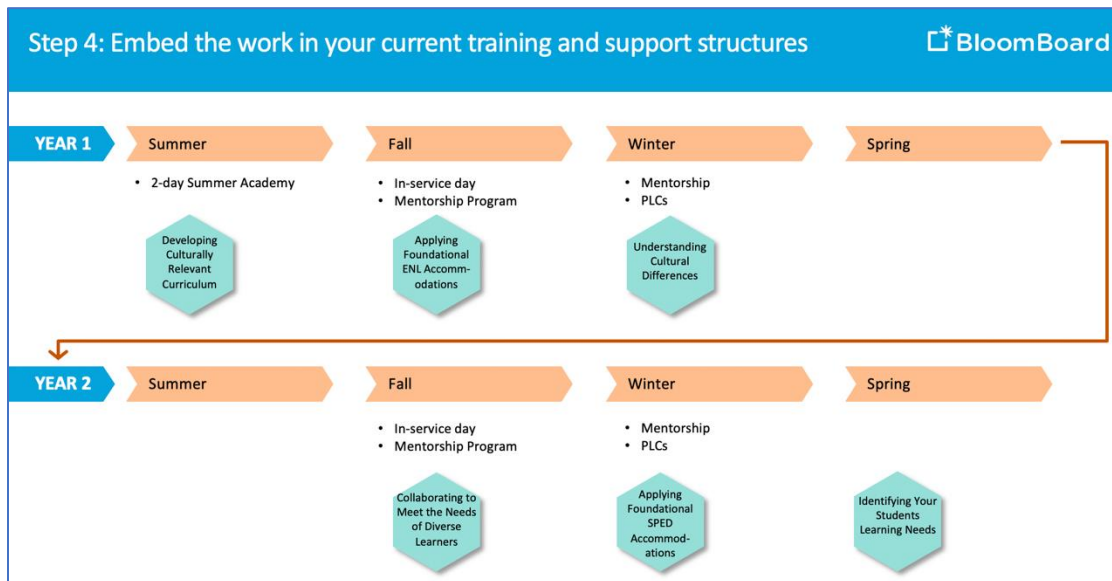 Step 4: Embed the work in your current training and support structures
BloomBoard
YEAR 1
Summer
Fall
Winter
Spring
• 2-day Summer Academy
• In-service day
• Mentorship Program
• Mentorship
• PLCs
Developing
Culturally
Relevant
Curriculum
Applying
Foundational
ENL Accomm-
odations
Understanding
Cultural
Differences
YEAR 2
Summer
Fall
Winter
Spring
• In-service day
• Mentorship Program
• Mentorship
• PLCs
Collaborating to
Meet the Needs
of Diverse
Learners
Applying
Foundational
SPED
Accommod-
ations
Identifying Your
Students
Learning Needs